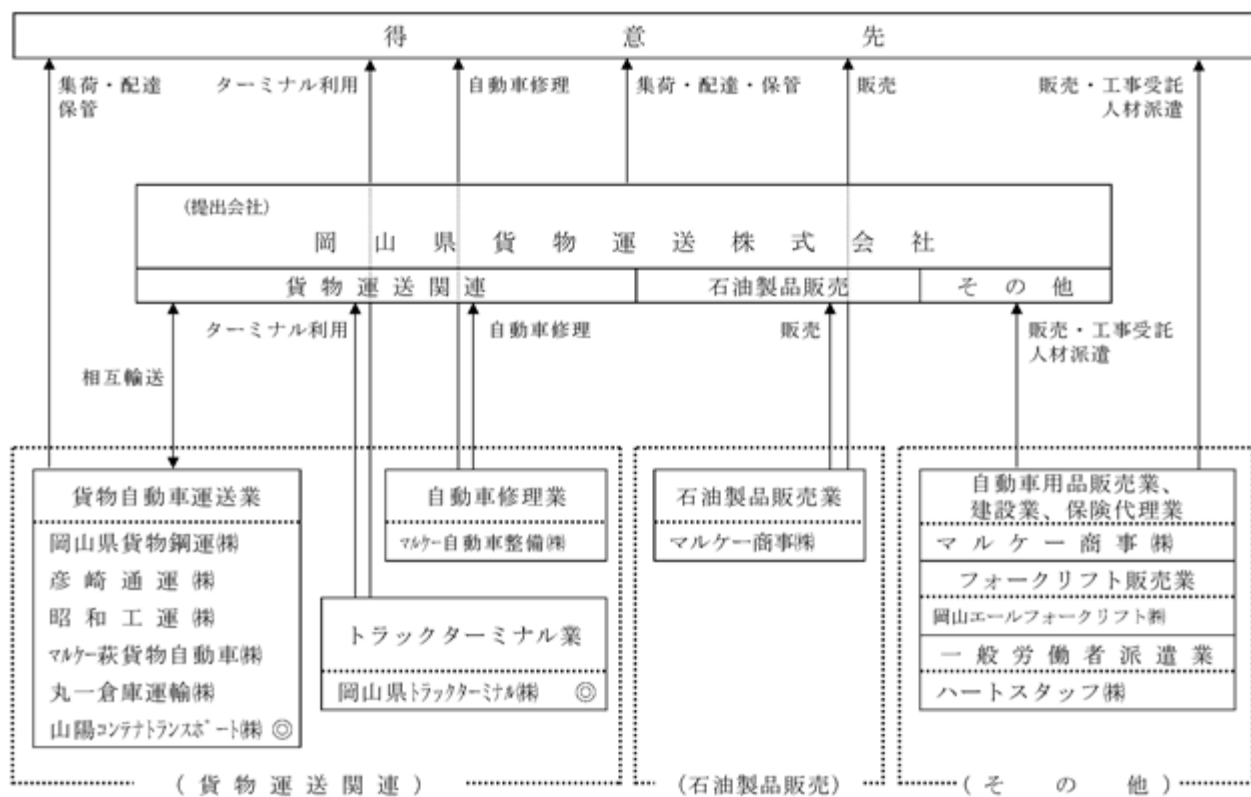 得意先
集荷・配達
保管
ターミナル利用
自動車修理
集荷・配達・保管
販売
販売・工事受託
人材派遣
(提出会社)
岡山県貨物運送株式会社
貨物運送関連
石油製品販売
その他
ターミナル利用
自動車修理
販売
販売・工事受託
人材派遣
相互輸送
貨物自動車運送業
岡山県貨物鋼運㈱
彦崎通運㈱
昭和工運㈱
マルケー萩貨物自動車㈱
丸一倉庫運輸㈱
山陽コンテナトランスポート㈱ ◎
自動車修理業
マルケー自動車整備㈱
トラックターミナル業
岡山県トラックターミナル㈱ ◎
石油製品販売業
マルケー商事㈱
自動車用品販売業、
建設業、保険代理業
マルケー商事㈱
フォークリフト販売業
岡山エールフォークリフト㈱
一般労働者派遣業
ハートスタッフ㈱
(貨物運送関連)
(石油製品販売)
(その他)